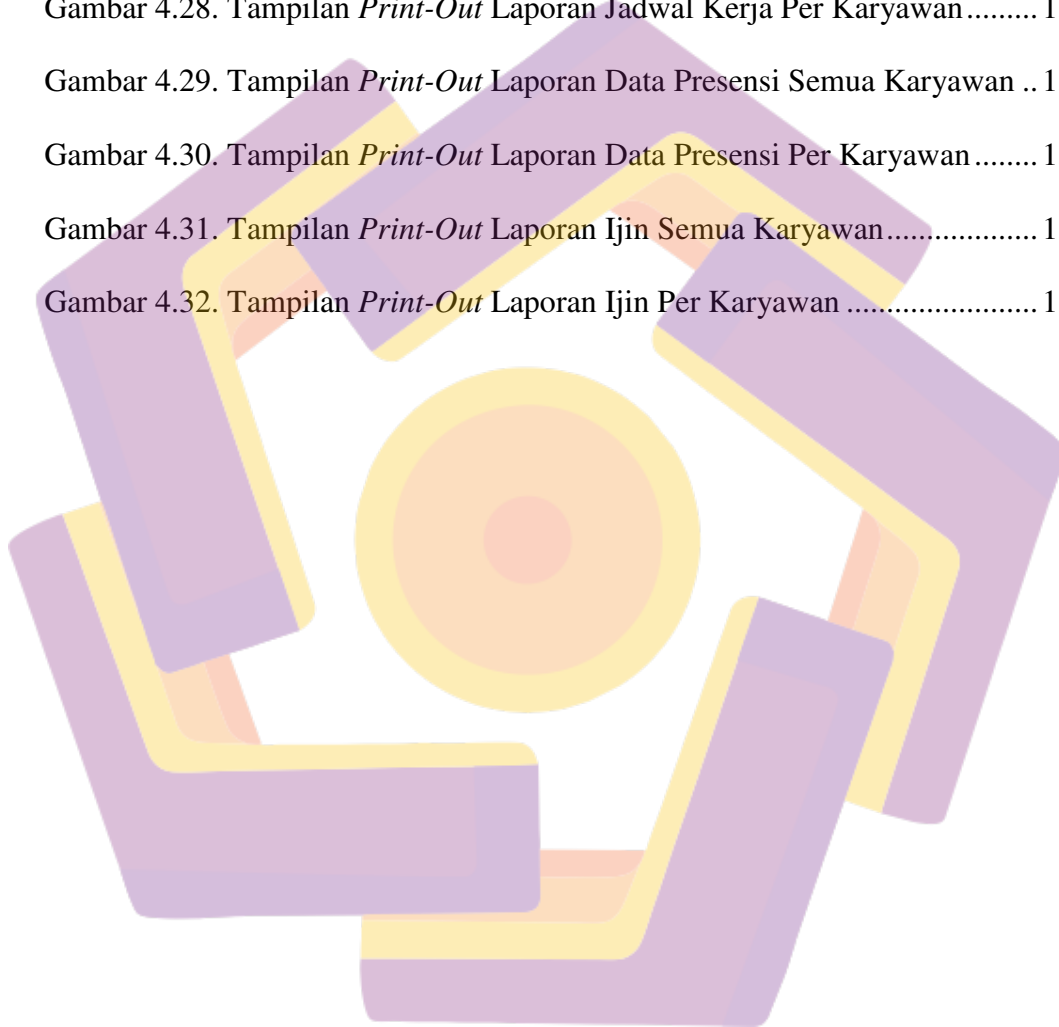 Gambar 4.28. Tampilan Print-Out Laporan Jadwal Kerja Per Karyawan ......... 1
Gambar 4.29. Tampilan Print-Out Laporan Data Presensi Semua Karyawan .. 1
Gambar 4.30. Tampilan Print-Out Laporan Data Presensi Per Karyawan ........ 1
Gambar 4.31. Tampilan Print-Out Laporan Ijin Semua Karyawan .................. 1
Gambar 4.32. Tampilan Print-Out Laporan Ijin Per Karyawan ....................... 1